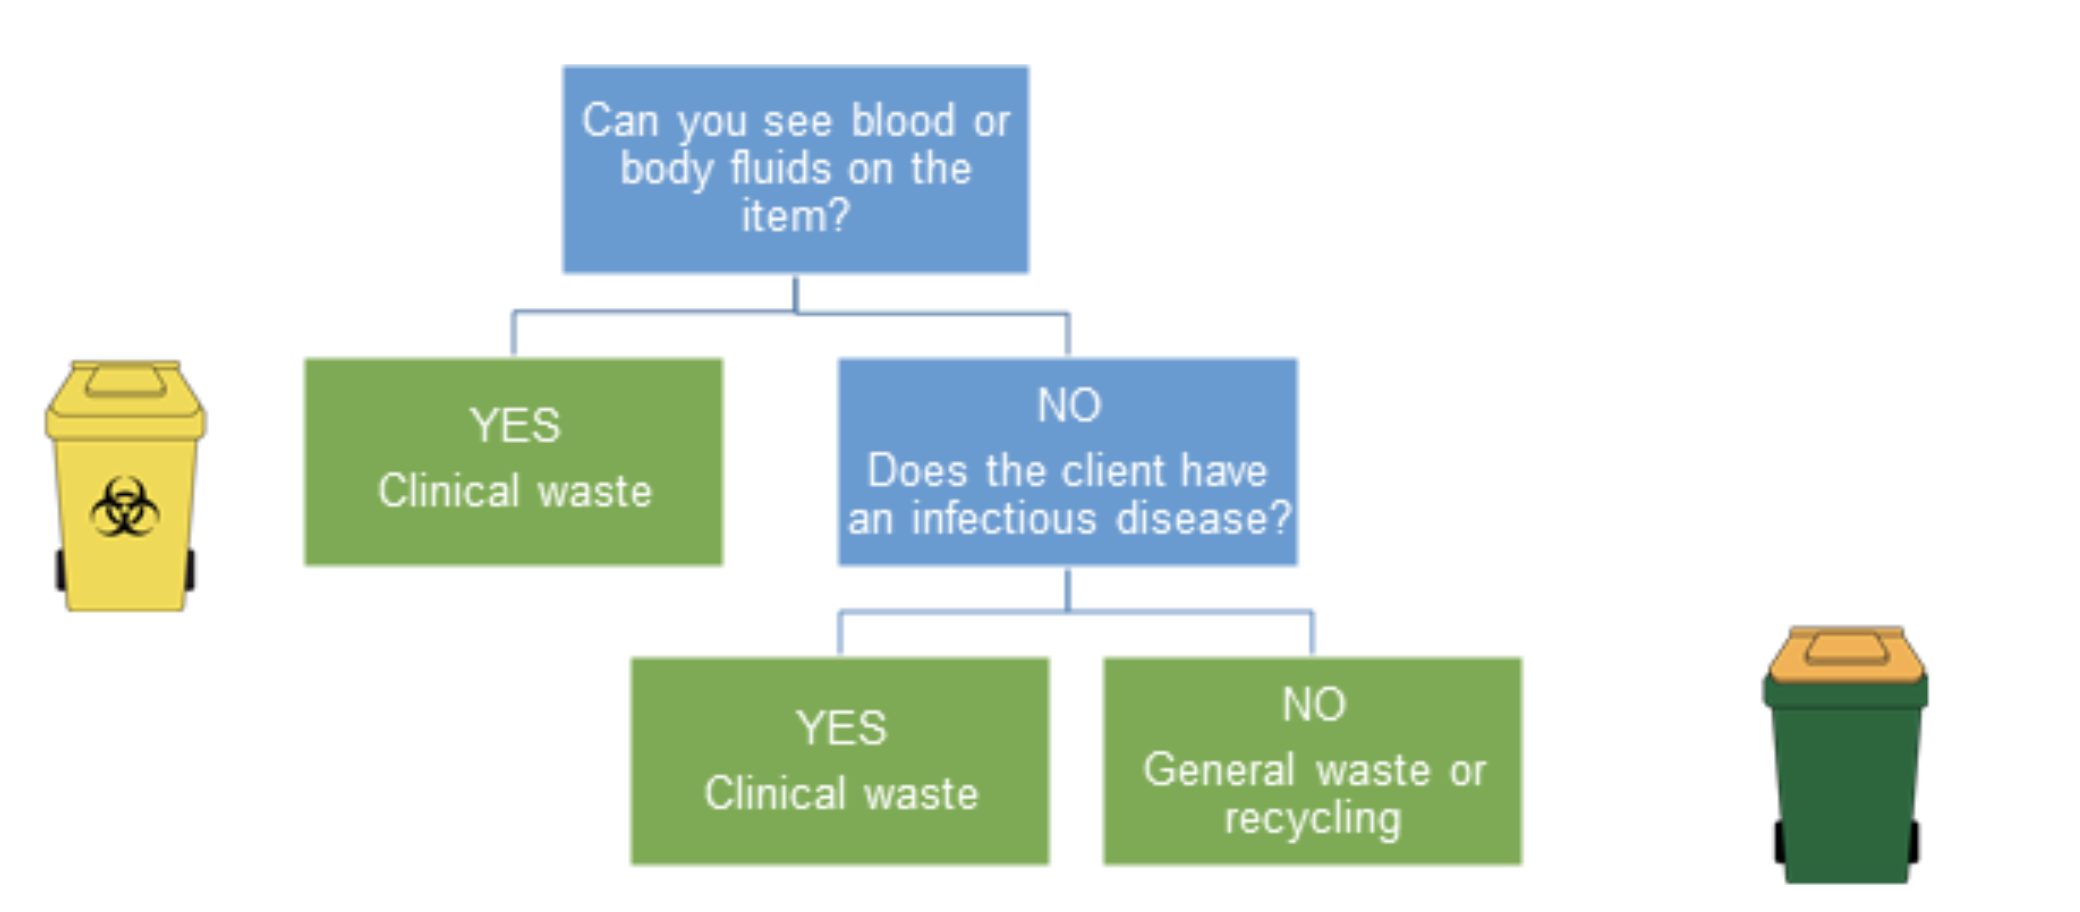 Can you see blood or
body fluids on the
item?
YES
Clinical waste
NO
Does the client have
an infectious disease?
YES
Clinical waste
NO
General waste or
recycling